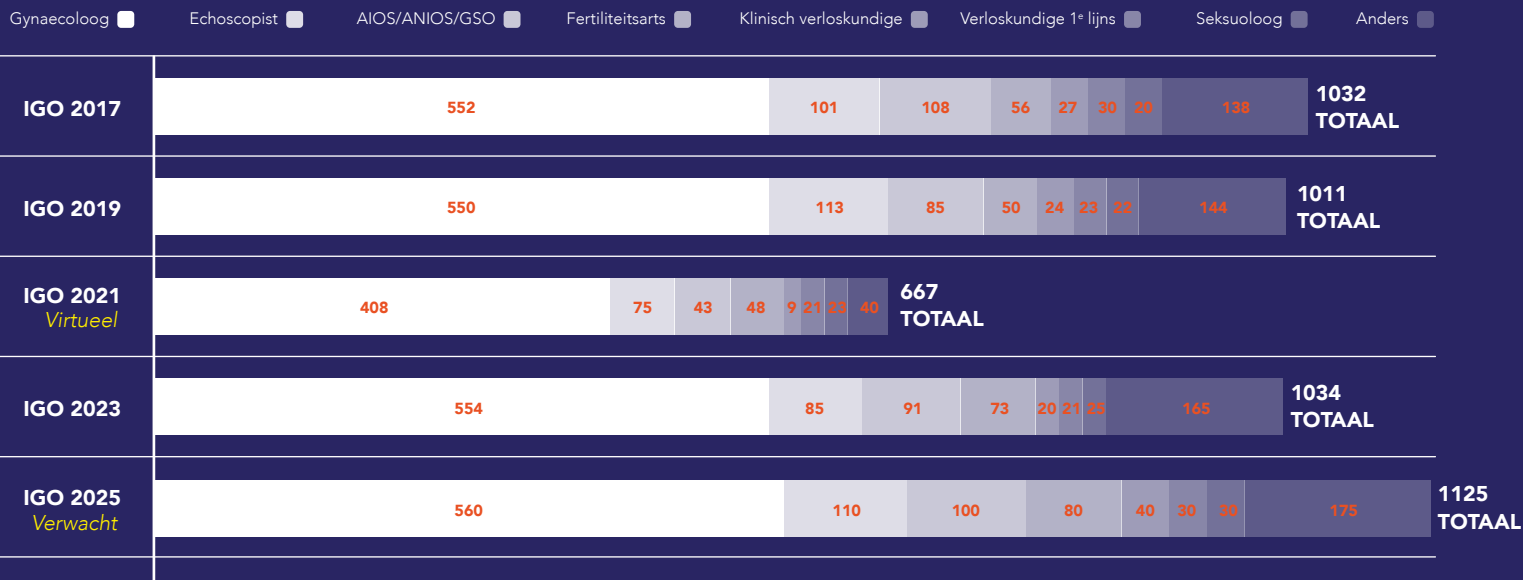 Gynaecoloog Echoscopist AIOS/ANIOS/GSO Fertiliteitsarts Klinisch verloskundige Verloskundige 1e lijns Seksuoloog Anders
IGO 2017 552 101 108 56 27 30 20 138 1032
TOTAAL
IGO 2019 550 113 85 50 24 23 22 144 1011
TOTAAL
IGO 2021 408 75 43 48 9 21 23 40 667
Virtueel TOTAAL
IGO 2023 554 85 91 73 20 21 25 165 1034
TOTAAL
IGO 2025 560 110 100 80 40 30 30 175 1125
Verwacht TOTAAL